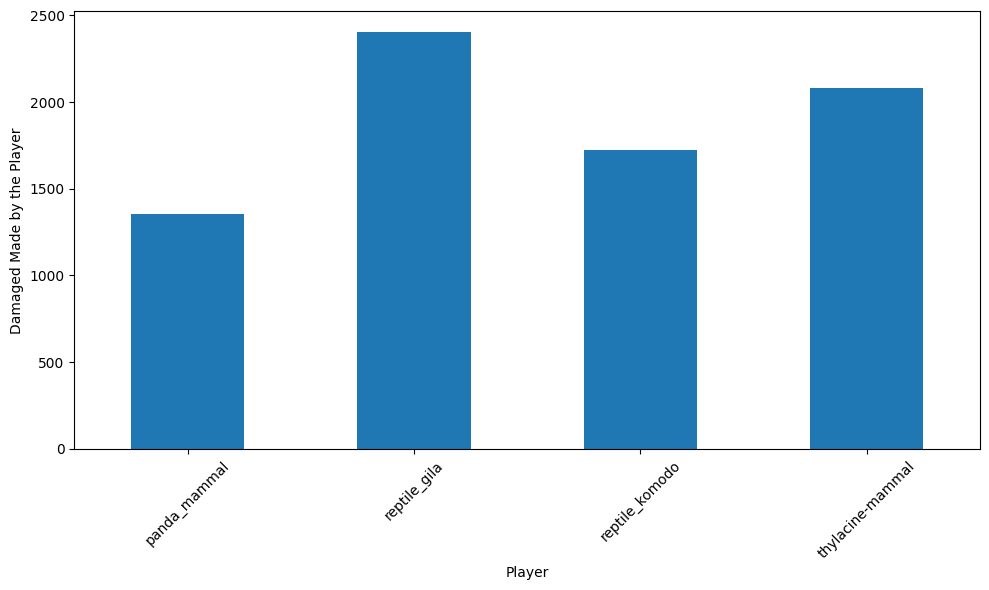 2500
2000
1500
1000
500
0
Damaged Made by the Player
panda_mammal
reptile_gila
reptile_komodo
thylacine-mammal
Player